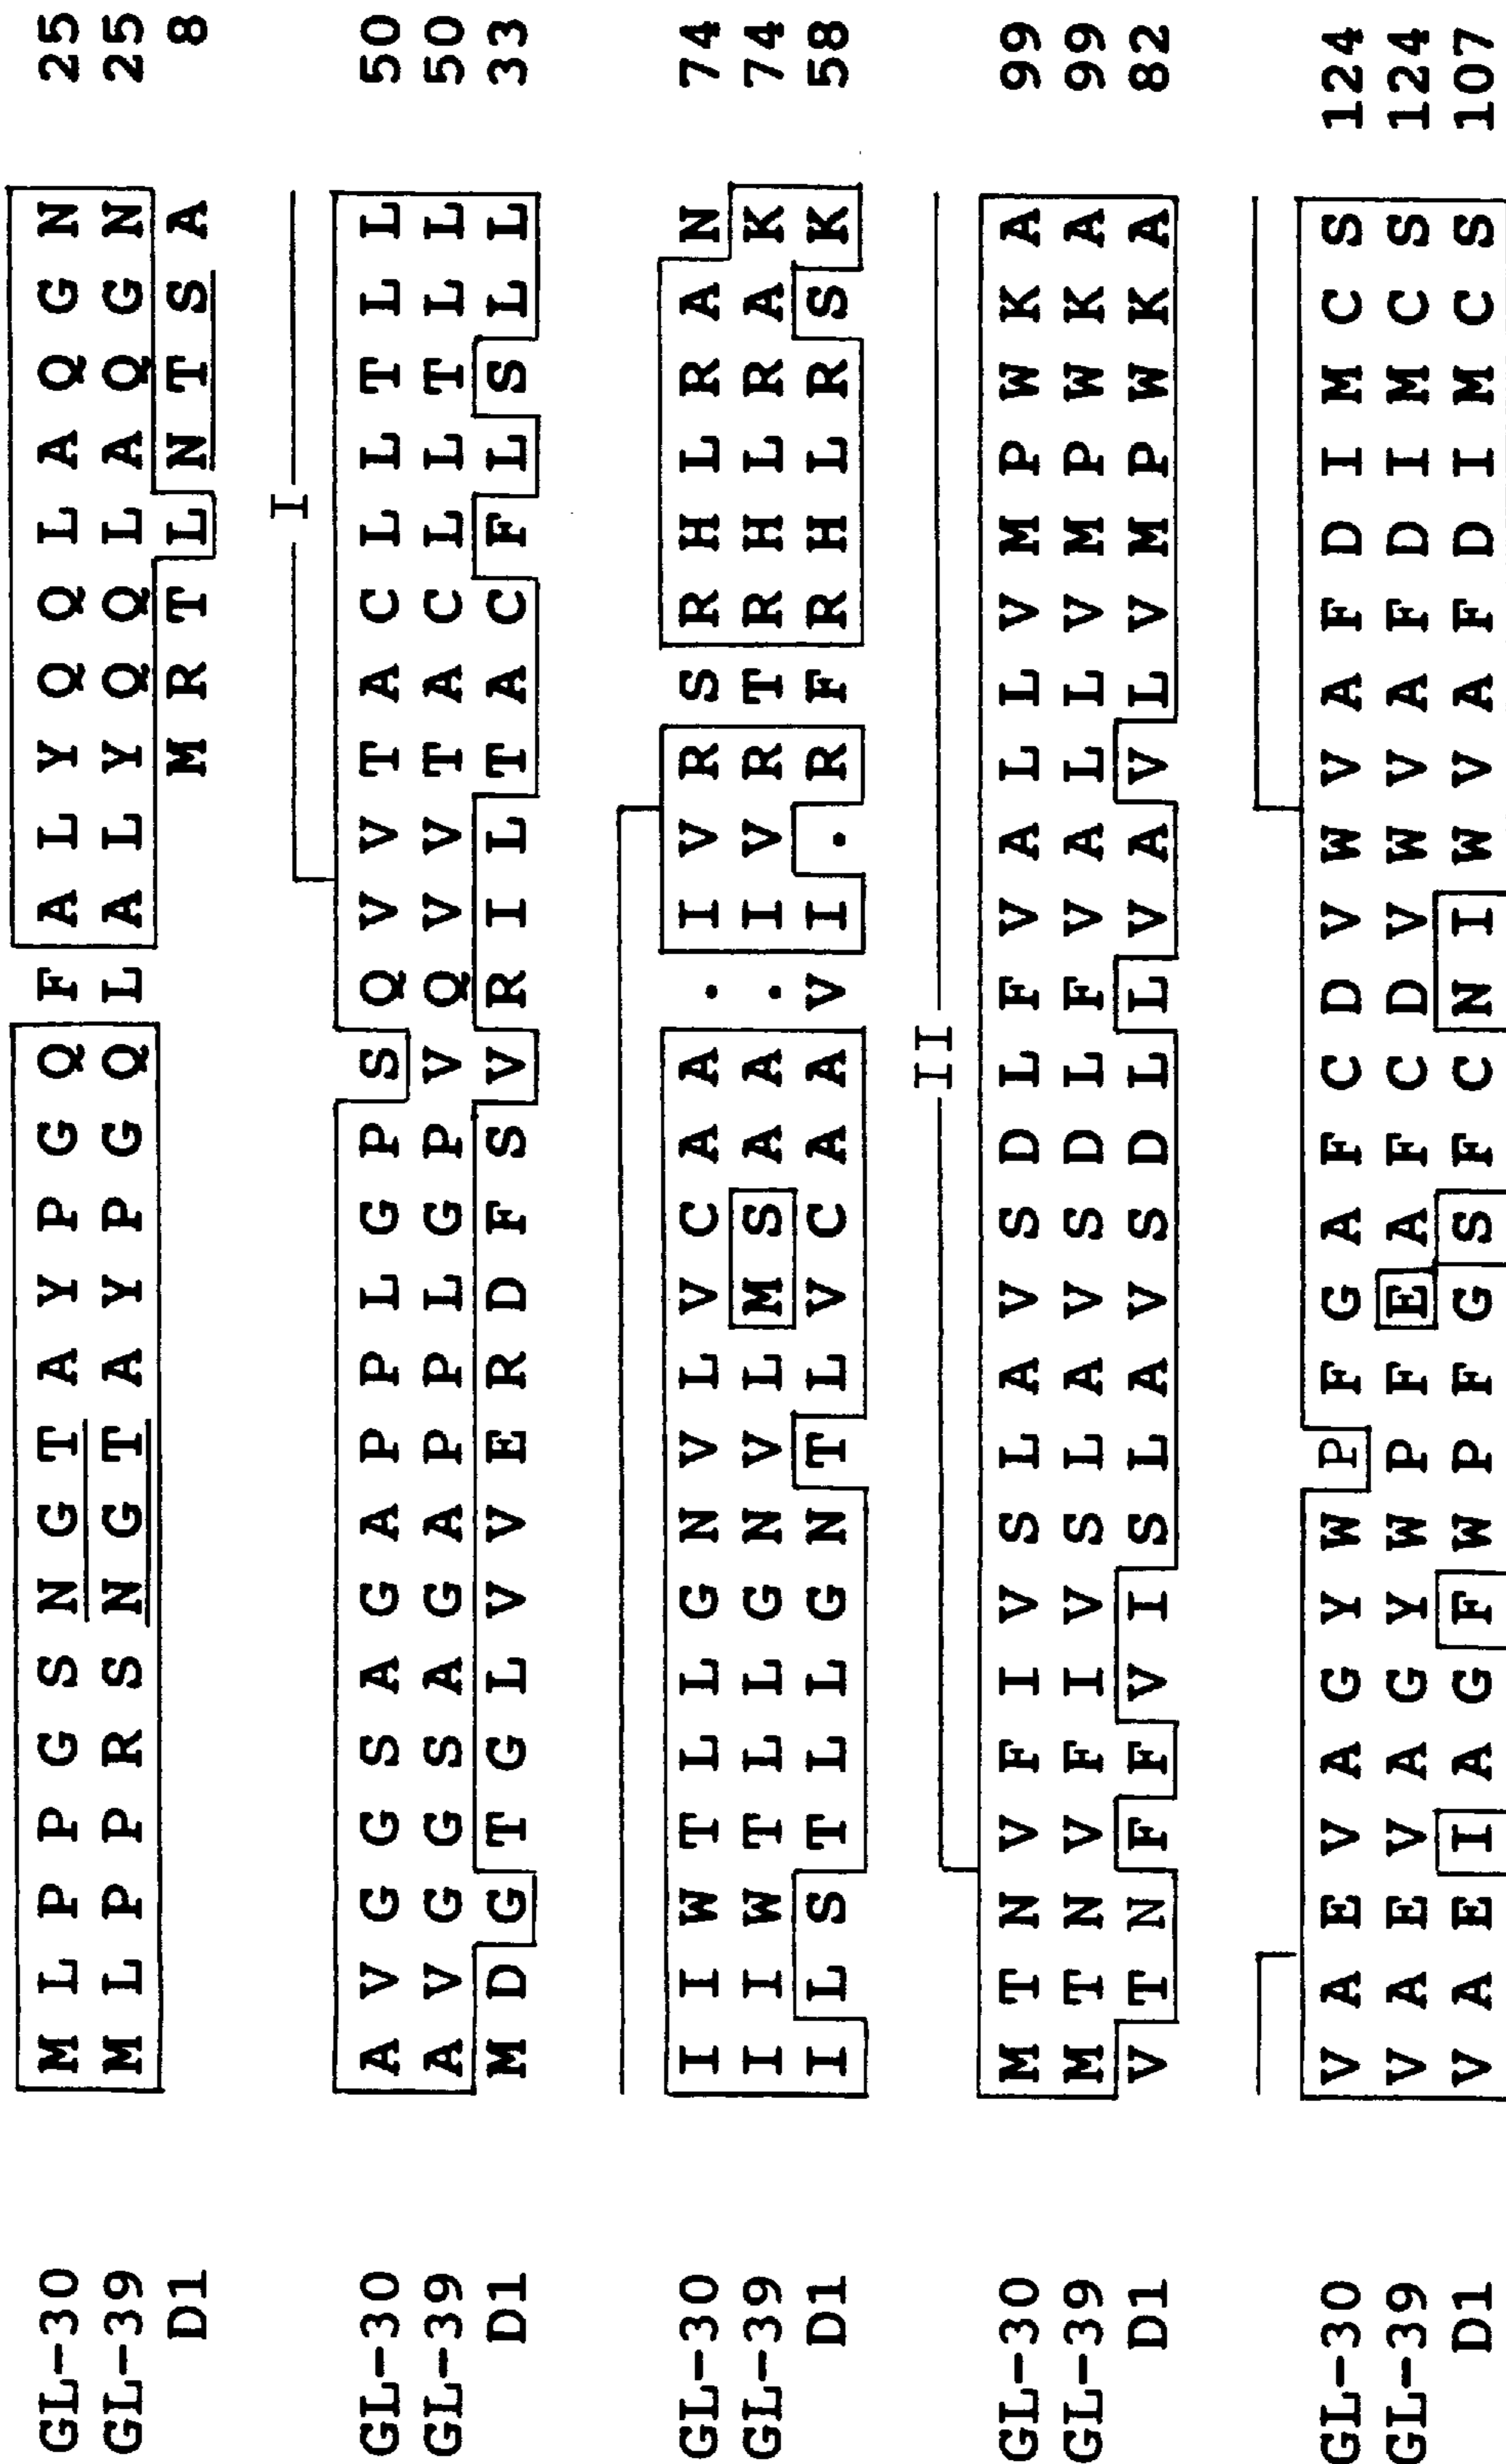 GL-30 M L P P G S N G T A Y P G Q F A L Y Q Q L A Q G N 25
GL-39 M L P P R S N G T A Y P G Q L A L Y Q Q L A Q G N 25
D1 M R T L N T S A 8
I
GL-30 A V G G S A G A P P L G P S Q V V T A C L L T L L 50
GL-39 A V G G S A G A P P L G P V Q V V T A C L L T L L 50
D1 M D G T G L V V E R D F S V R I L T A C F L S L L 33
GL-30 I I W T L L G N V L V C A A . I V R S R H L R A N 74
GL-39 I I W T L L G N V L M S A A . I V R T R H L R A K 74
D1 I L S T L L G N T L V C A A V I . R F R H L R S K 58
II
GL-30 M T N V F I V S L A V S D L F V A L L V M P W K A 99
GL-39 M T N V F I V S L A V S D L F V A L L V M P W K A 99
D1 V T N F F V I S L A V S D L L V A V L V M P W K A 82
GL-30 V A E V A G Y W P F G A F C D V W V A F D I M C S 124
GL-39 V A E V A G Y W P F E A F C D V W V A F D I M C S 124
D1 V A E I A G F W P F G S F C N I W V A F D I M C S 107